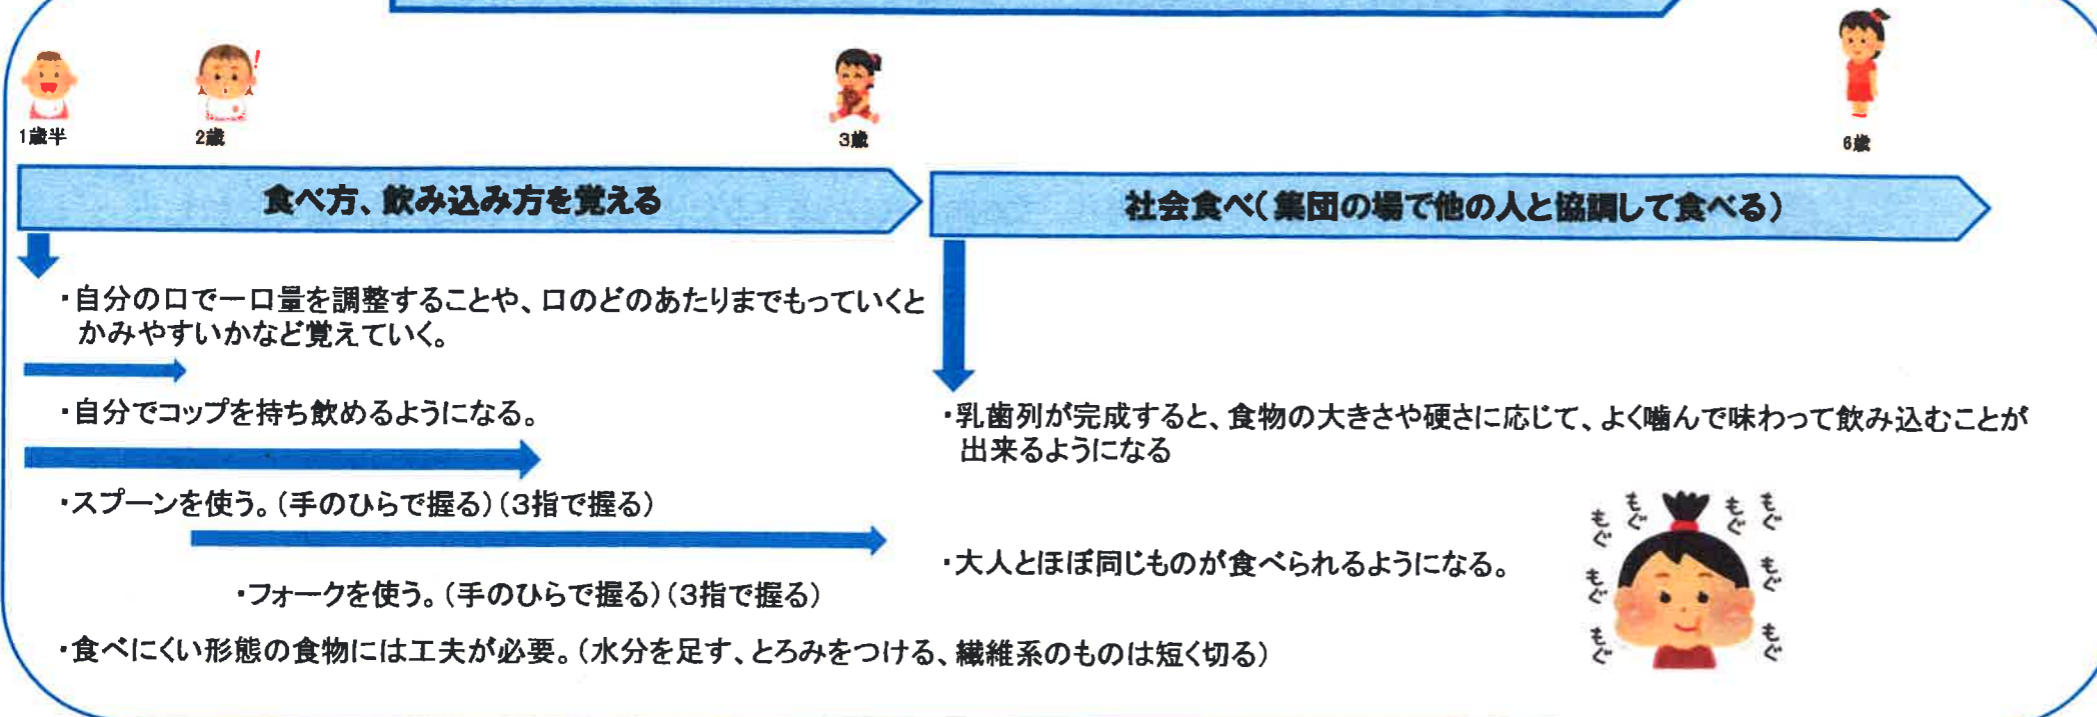 1歳半
2歳
3歳
6歳
食べ方、飲み込み方を覚える
社会食べ(集団の場で他の人と協調して食べる)
・自分の口で一口量を調整することや、口のどのあたりまでもっていくと
かみやすいかなど覚えていく。
・自分でコップを持ち飲めるようになる。
・スプーンを使う。(手のひらで握る)(3指で握る)
・フォークを使う。(手のひらで握る)(3指で握る)
・食べにくい形態の食物には工夫が必要。(水分を足す、とろみをつける、繊維系のものは短く切る)
・乳歯列が完成すると、食物の大きさや硬さに応じて、よく噛んで味わって飲み込むことが
出来るようになる
・大人とほぼ同じものが食べられるようになる。
もぐ
もぐ
もぐ
もぐ
もぐ
もぐ
もぐ
もぐ